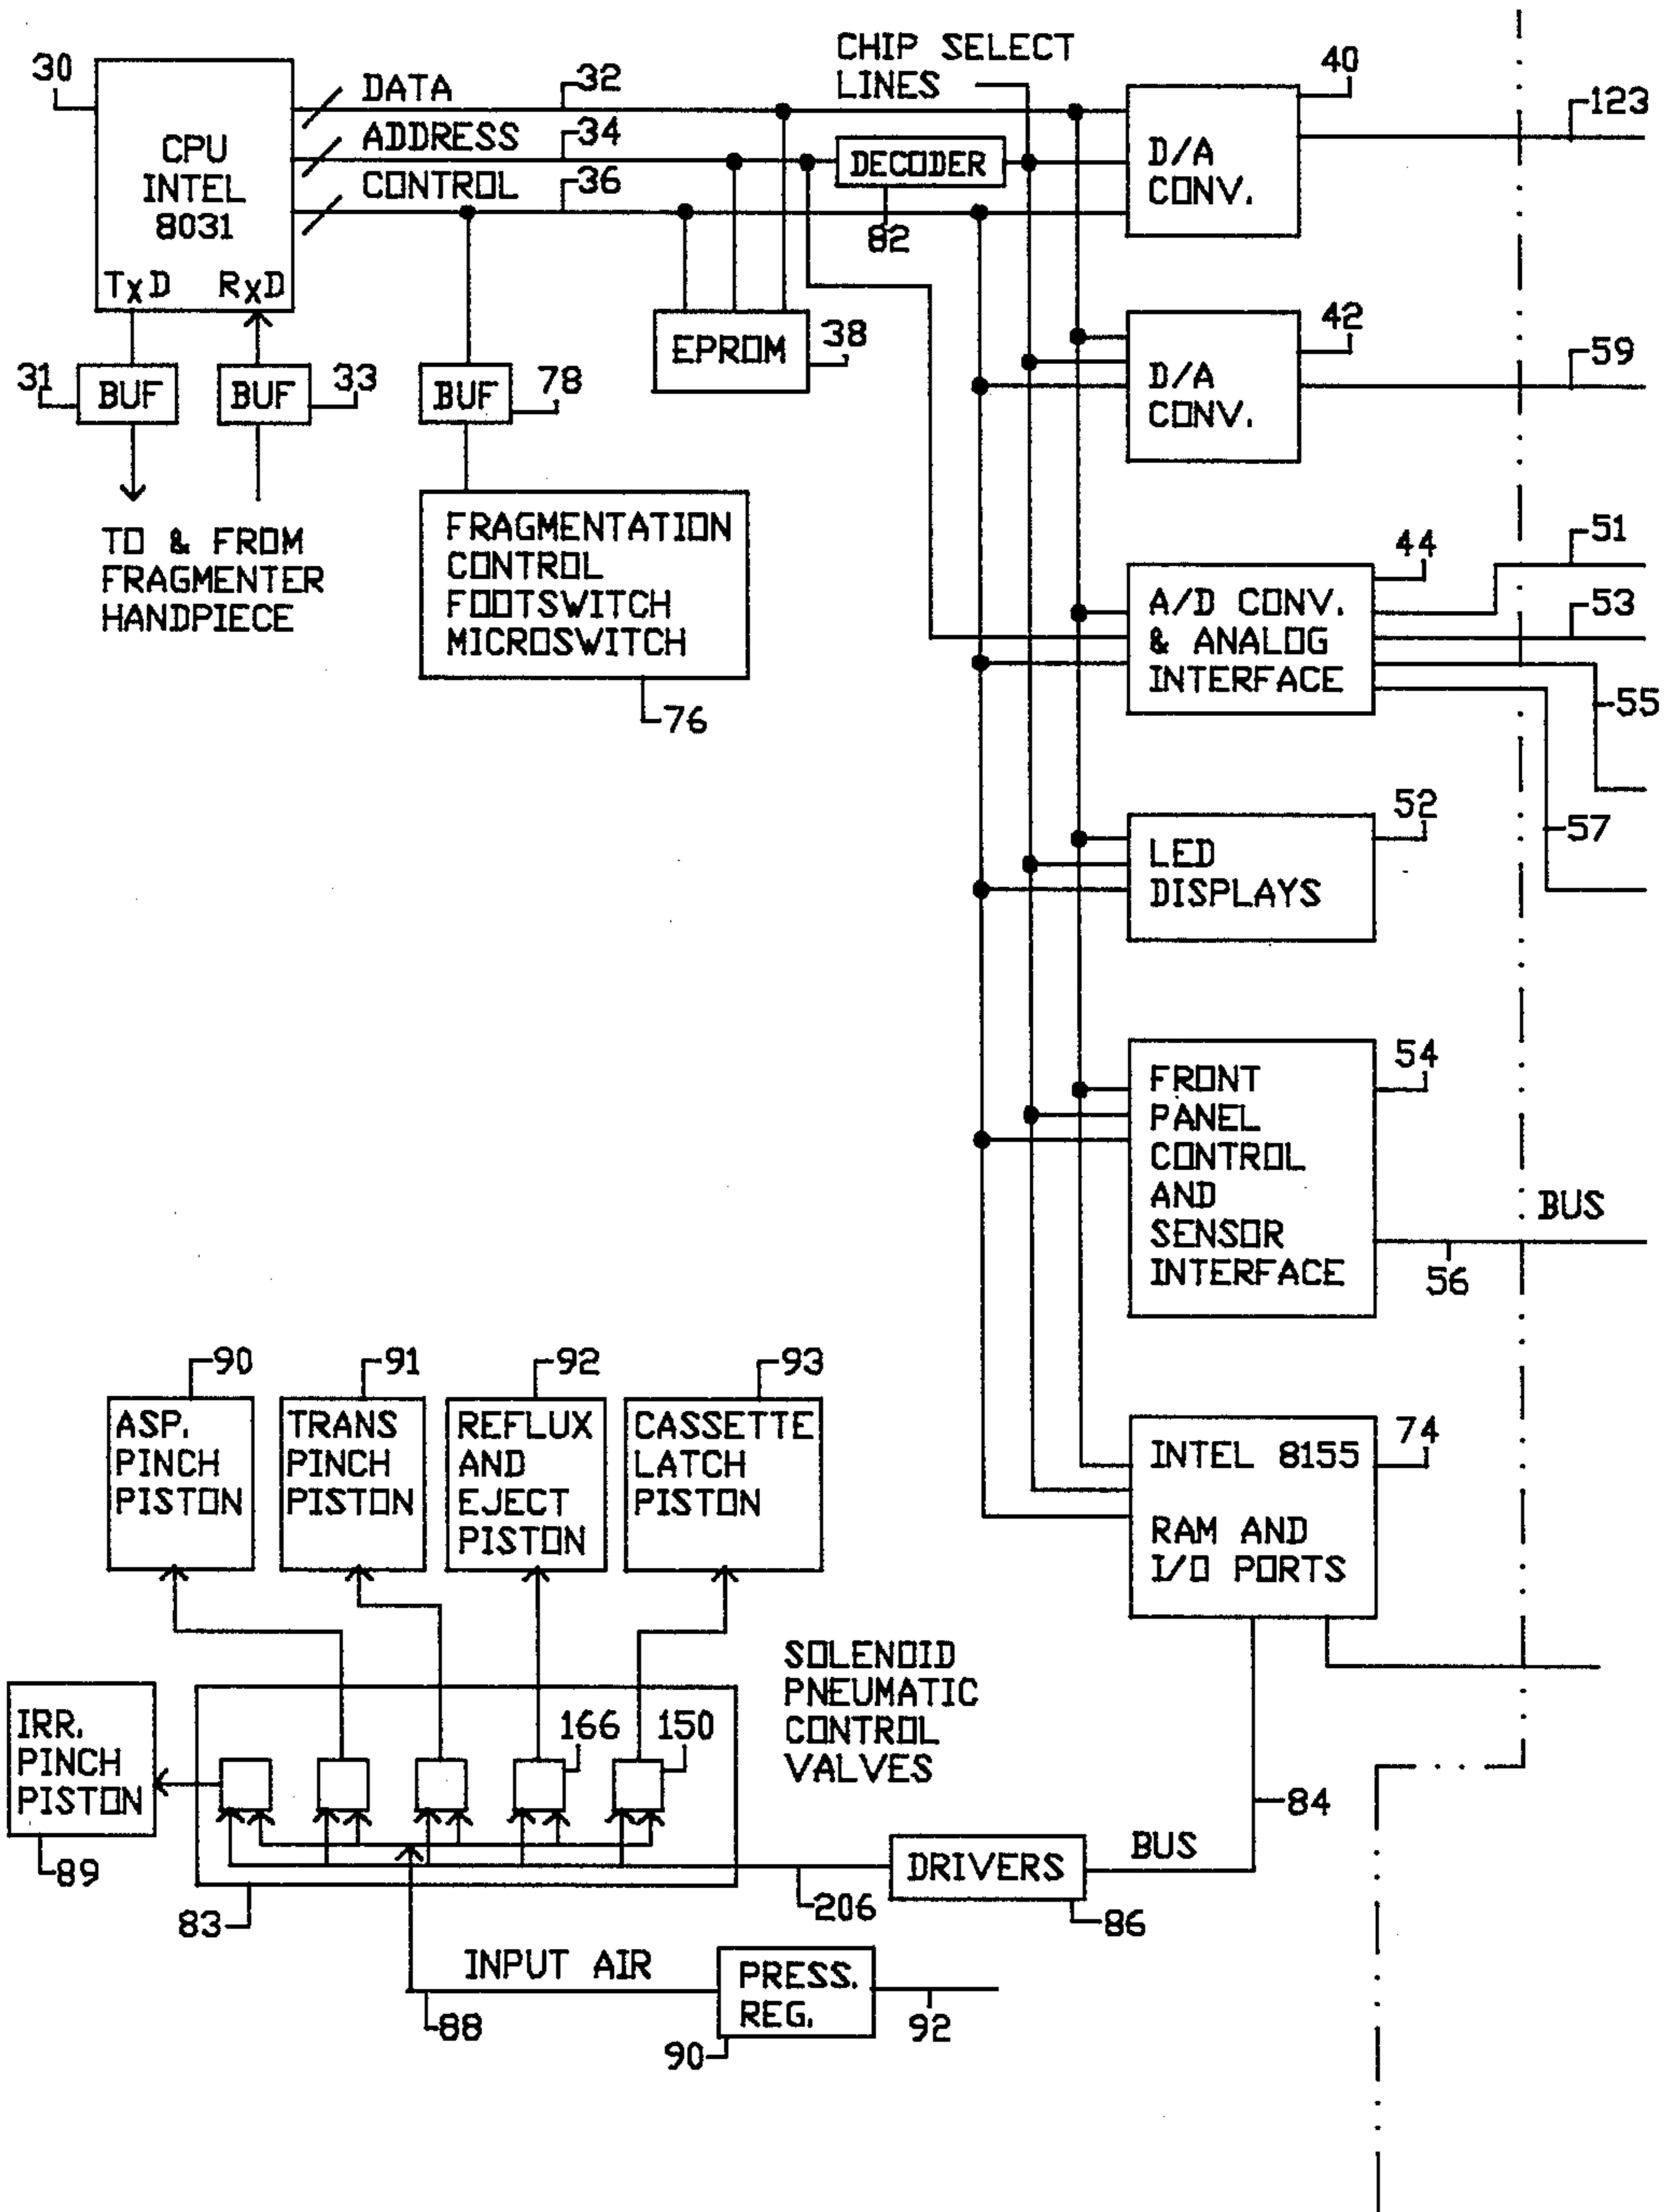 CHIP SELECT
LINES
30
DATA
32
40
123
CPU
INTEL
8031
ADDRESS
34
DECODER
D/A
CONV.
CONTROL
36
82
TxD RxD
EPROM
38
42
59
31
BUF
BUF
33
BUF
78
D/A
CONV.
TO & FROM
FRAGMENTER
HANDPIECE
FRAGMENTATION
CONTROL
FOOTSWITCH
MICROSWITCH
76
44
51
A/D CONV.
& ANALOG
INTERFACE
53
55
57
52
LED
DISPLAYS
54
FRONT
PANEL
CONTROL
AND
SENSOR
INTERFACE
BUS
56
90
91
92
93
ASP.
PINCH
PISTON
TRANS
PINCH
PISTON
REFLUX
AND
EJECT
PISTON
CASSETTE
LATCH
PISTON
INTEL 8155
RAM AND
I/O PORTS
74
SOLENOID
PNEUMATIC
CONTROL
VALVES
IRR.
PINCH
PISTON
166
150
84
89
83
206
DRIVERS
BUS
86
INPUT AIR
88
PRESS.
REG.
90
92